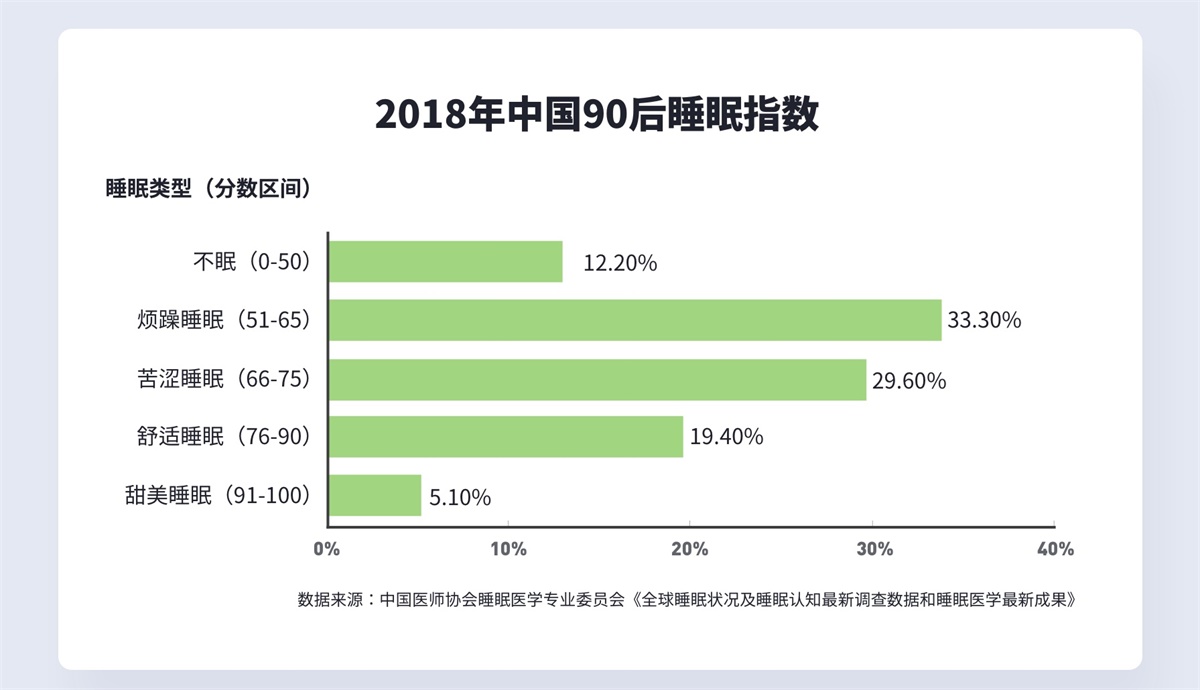 2018年中国90后睡眠指数
睡眠类型（分数区间）
不眠（0-50） 12.20%
烦躁睡眠（51-65） 33.30%
苦涩睡眠（66-75） 29.60%
舒适睡眠（76-90） 19.40%
甜美睡眠（91-100） 5.10%
0% 10% 20% 30% 40%
数据来源：中国医师协会睡眠医学专业委员会《全球睡眠状况及睡眠认知最新调查数据和睡眠医学最新成果》